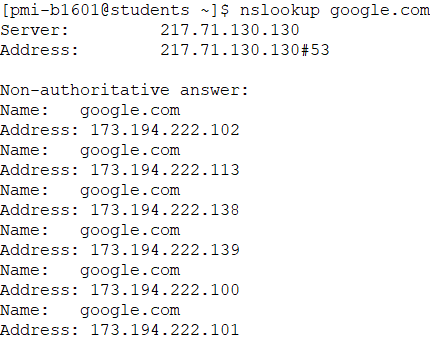 [pmi-b1601@students ~]$ nslookup google.com
Server:         217.71.130.130
Address:        217.71.130.130#53

Non-authoritative answer:
Name:   google.com
Address: 173.194.222.102
Name:   google.com
Address: 173.194.222.113
Name:   google.com
Address: 173.194.222.138
Name:   google.com
Address: 173.194.222.139
Name:   google.com
Address: 173.194.222.100
Name:   google.com
Address: 173.194.222.101